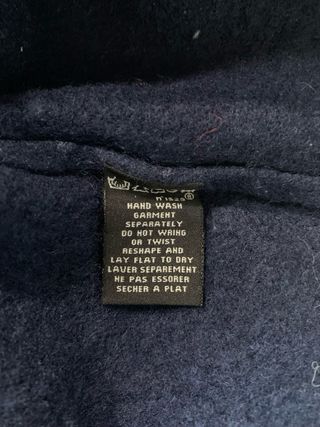 HAND WASH
GARMENT
SEPARATELY
DO NOT WRING
OR TWIST
RESHAPE AND
LAY FLAT TO DRY
LAVER SEPAREMENT
NE PAS ESSORER
SECHER A PLAT